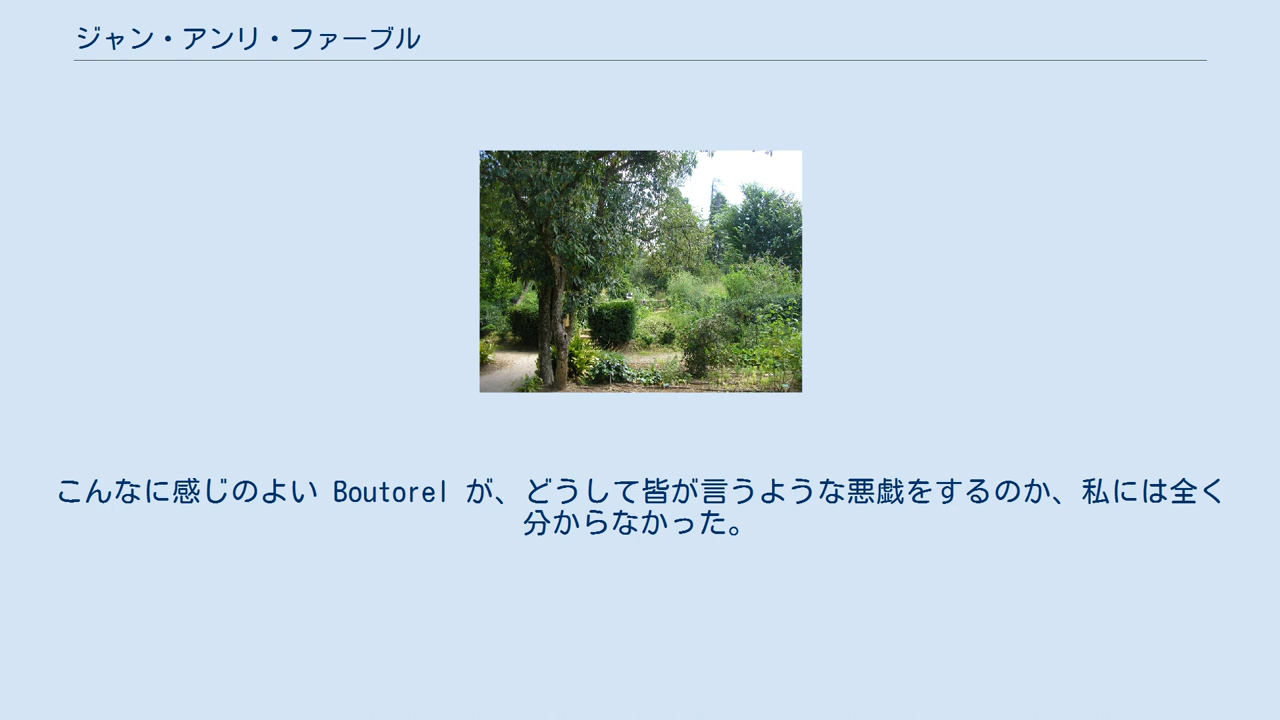 ジャン・アンリ・ファーブル
こんなに感じのよい Boutorel が、どうして皆が言うような悪戯をするのか、私には全く
分からなかった。